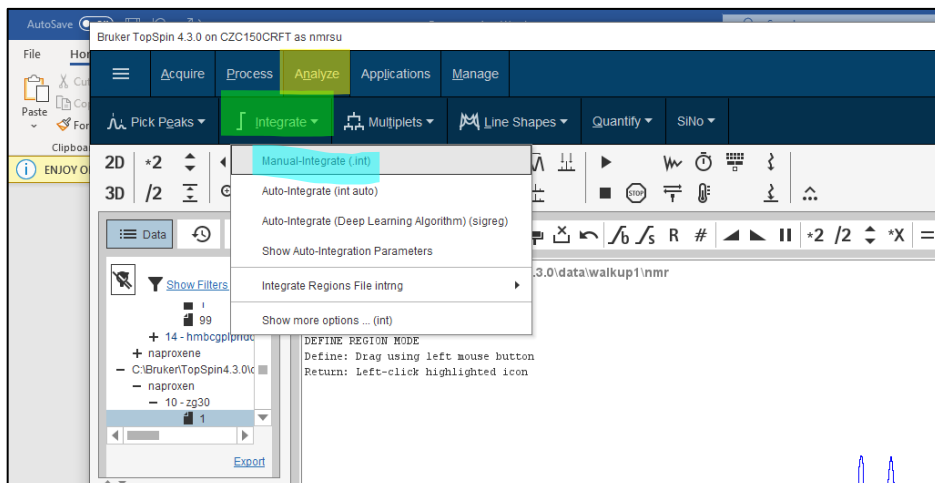 AutoSave
Bruker TopSpin 4.3.0 on CZC150CRFT as nmrsu
File Hor
Acquire Process Analyze Applications Manage
Paste
Pick Peaks Integrate Multiplets Line Shapes Quantify SiNo
Clipboa
ENJOY O
2D *2
3D /2
Manual-Integrate (.int)
Auto-Integrate (int auto)
Auto-Integrate (Deep Learning Algorithm) (sigreg)
Show Auto-Integration Parameters
Integrate Regions File intrng
Show more options ... (int)
STOP
Data
R # *2 /2 *X =
.3.0\data\walkup1\nmr
Show Filters
99
+ 14 - hmbcgplpndqc
+ naproxene
− C:\Bruker\TopSpin4.3.0\d
− naproxen
− 10 - zg30
1
Export
DEFINE REGION MODE
Define: Drag using left mouse button
Return: Left-click highlighted icon